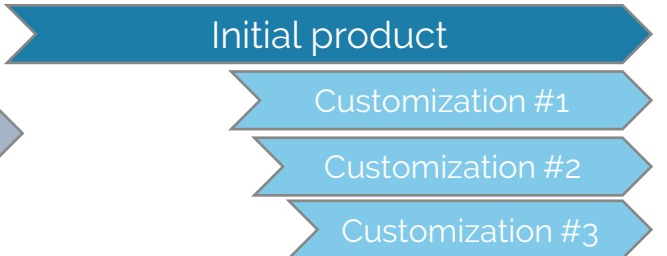 Initial product
Customization #1
Customization #2
Customization #3